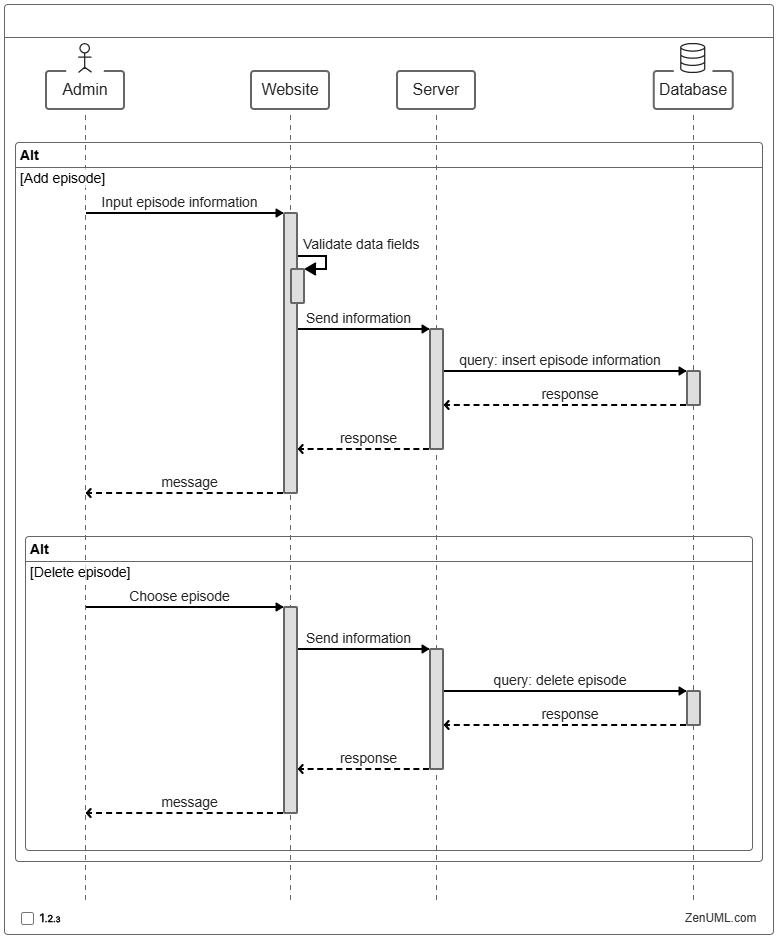 Admin
Website
Server
Database
Alt
[Add episode]
Input episode information
Validate data fields
Send information
query: insert episode information
response
response
message
Alt
[Delete episode]
Choose episode
Send information
query: delete episode
response
response
message
1.2.3
ZenUML.com